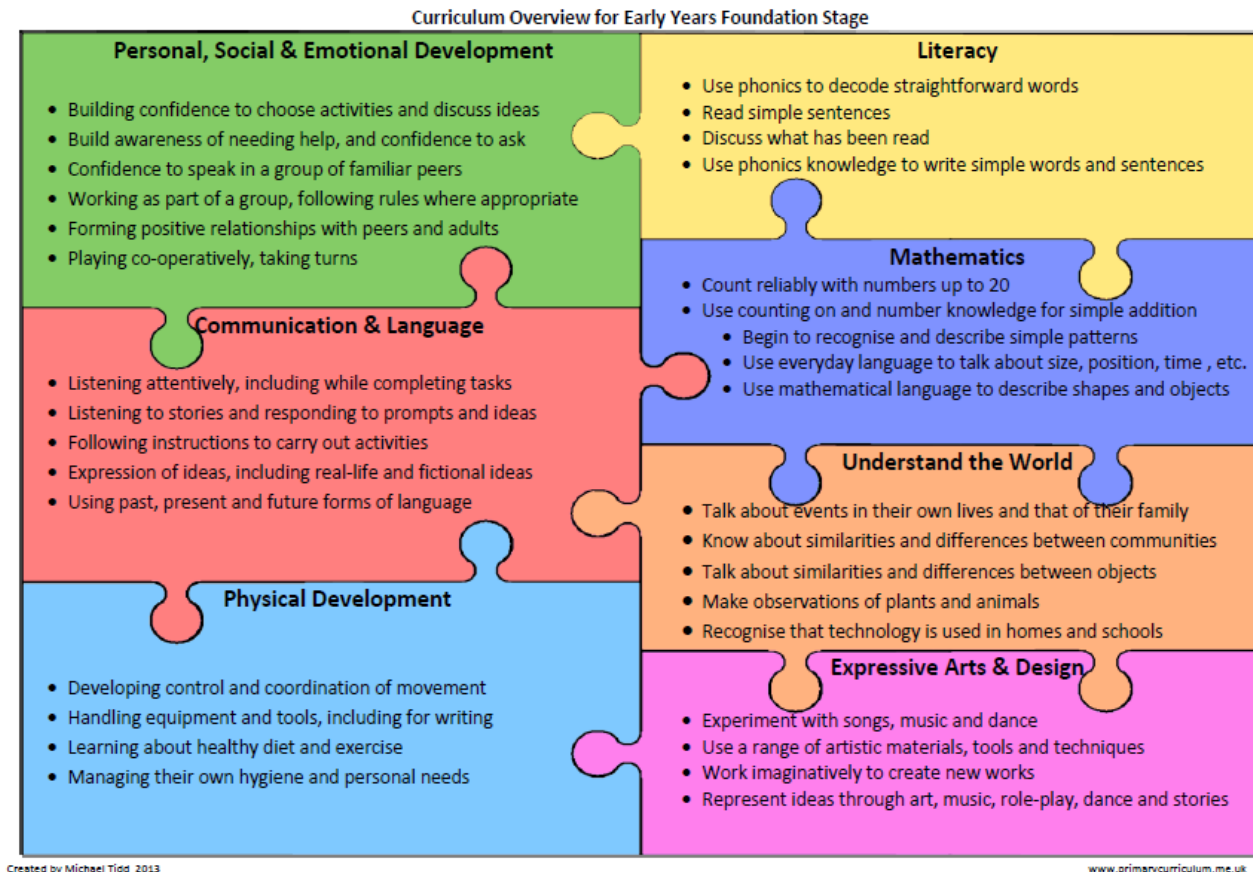 Curriculum Overview for Early Years Foundation Stage
Personal, Social & Emotional Development
• Building confidence to choose activities and discuss ideas
• Build awareness of needing help, and confidence to ask
• Confidence to speak in a group of familiar peers
• Working as part of a group, following rules where appropriate
• Forming positive relationships with peers and adults
• Playing co-operatively, taking turns
Communication & Language
• Listening attentively, including while completing tasks
• Listening to stories and responding to prompts and ideas
• Following instructions to carry out activities
• Expression of ideas, including real-life and fictional ideas
• Using past, present and future forms of language
Physical Development
• Developing control and coordination of movement
• Handling equipment and tools, including for writing
• Learning about healthy diet and exercise
• Managing their own hygiene and personal needs
Literacy
• Use phonics to decode straightforward words
• Read simple sentences
• Discuss what has been read
• Use phonics knowledge to write simple words and sentences
Mathematics
• Count reliably with numbers up to 20
• Use counting on and number knowledge for simple addition
• Begin to recognise and describe simple patterns
• Use everyday language to talk about size, position, time , etc.
• Use mathematical language to describe shapes and objects
Understand the World
• Talk about events in their own lives and that of their family
• Know about similarities and differences between communities
• Talk about similarities and differences between objects
• Make observations of plants and animals
• Recognise that technology is used in homes and schools
Expressive Arts & Design
• Experiment with songs, music and dance
• Use a range of artistic materials, tools and techniques
• Work imaginatively to create new works
• Represent ideas through art, music, role-play, dance and stories
Created by Michael Tidd 2013
www.primarycurriculum.me.uk